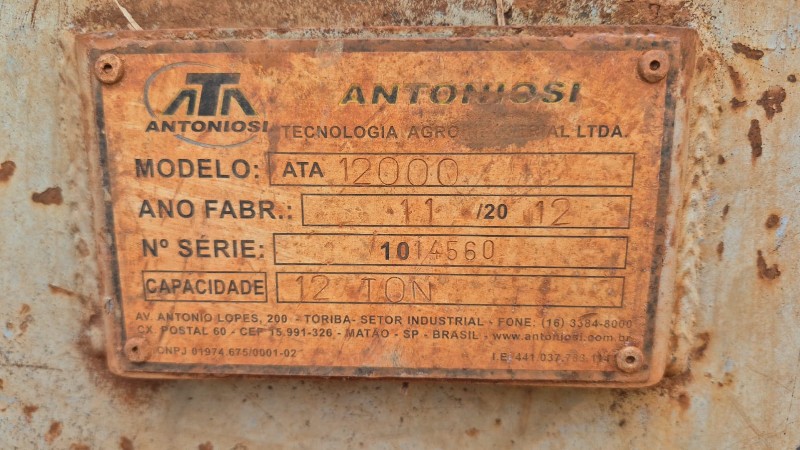 ATA
ANTONIOSI
ANTONIOSI
TECNOLOGIA LTDA.
MODELO: ATA 12000
ANO FABR.: 11 /20 12
Nº SÉRIE: 1014560
CAPACIDADE 12 TON
AV. ANTONIO LOPES, 200 - TORIBA- SETOR INDUSTRIAL - FONE: (16) 3384-8000
CX. POSTAL 60 - CEP 15.991-326 - MATÃO - SP - BRASIL - www.antoniosi.com.br
CNPJ 01974.675/0001-02